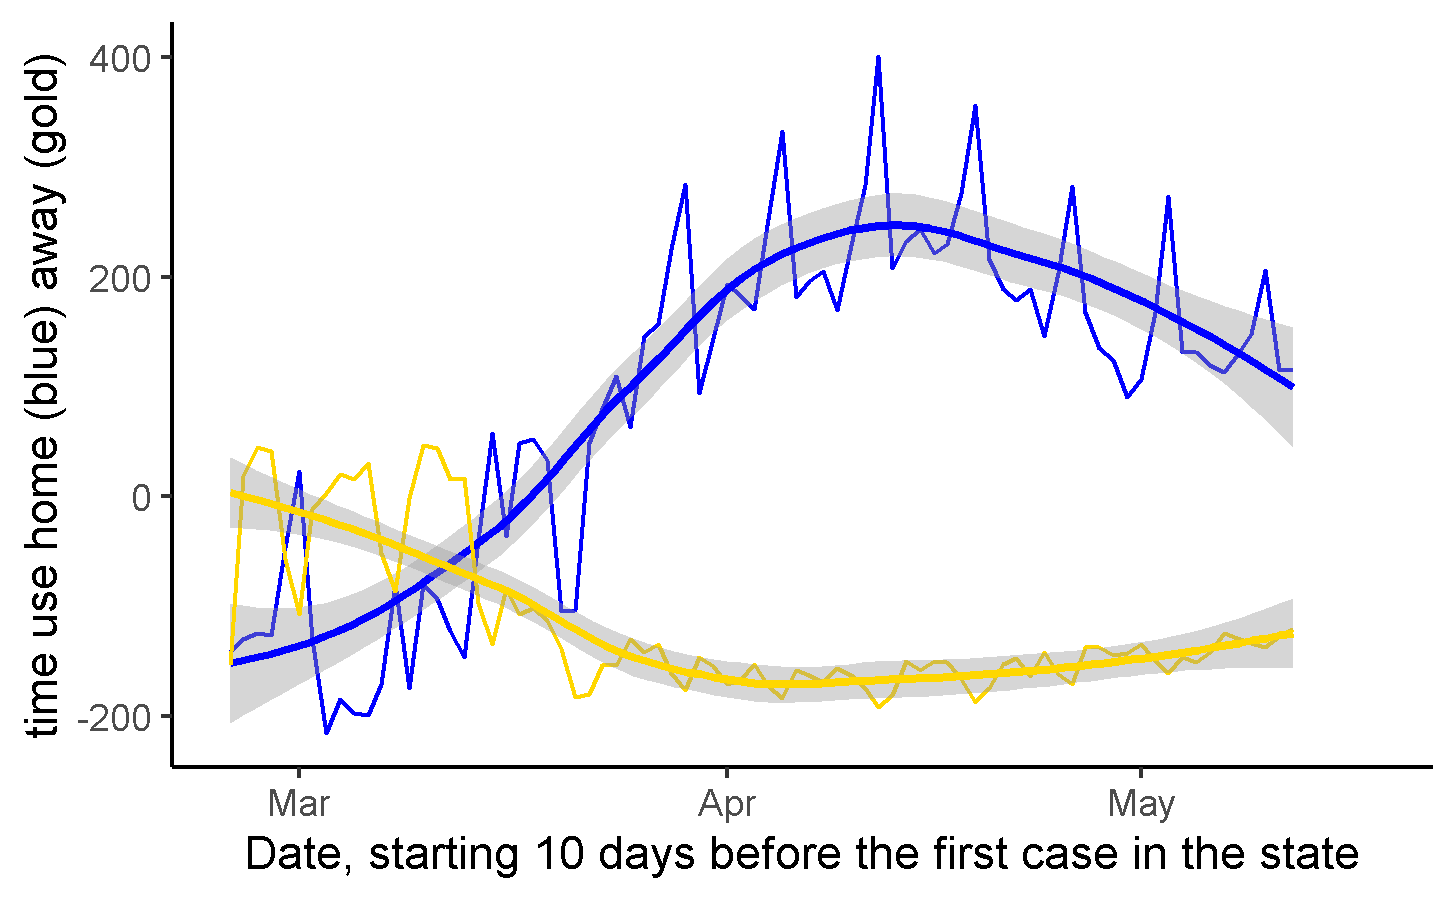 time use home (blue) away (gold)
400
200
0
-200
Mar
Apr
May
Date, starting 10 days before the first case in the state